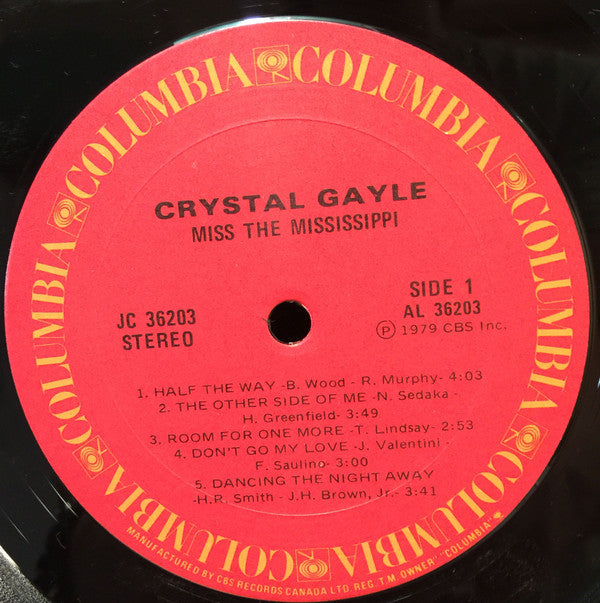 COLUMBIA COLUMBIA COLUMBIA COLUMBIA COLUMBIA COLUMBIA
CRYSTAL GAYLE
MISS THE MISSISSIPPI
JC 36203
STEREO
SIDE 1
AL 36203
Ⓟ 1979 CBS Inc.
1. HALF THE WAY -B. Wood - R. Murphy- 4:03
2. THE OTHER SIDE OF ME -N. Sedaka -
H. Greenfield- 3:49
3. ROOM FOR ONE MORE -T. Lindsay- 2:53
4. DON'T GO MY LOVE -J. Valentini -
F. Saulino- 3:00
5. DANCING THE NIGHT AWAY
-H.R. Smith - J.H. Brown, Jr.- 3:41
MANUFACTURED BY CBS RECORDS CANADA LTD. REG. T.M. OWNER "COLUMBIA"